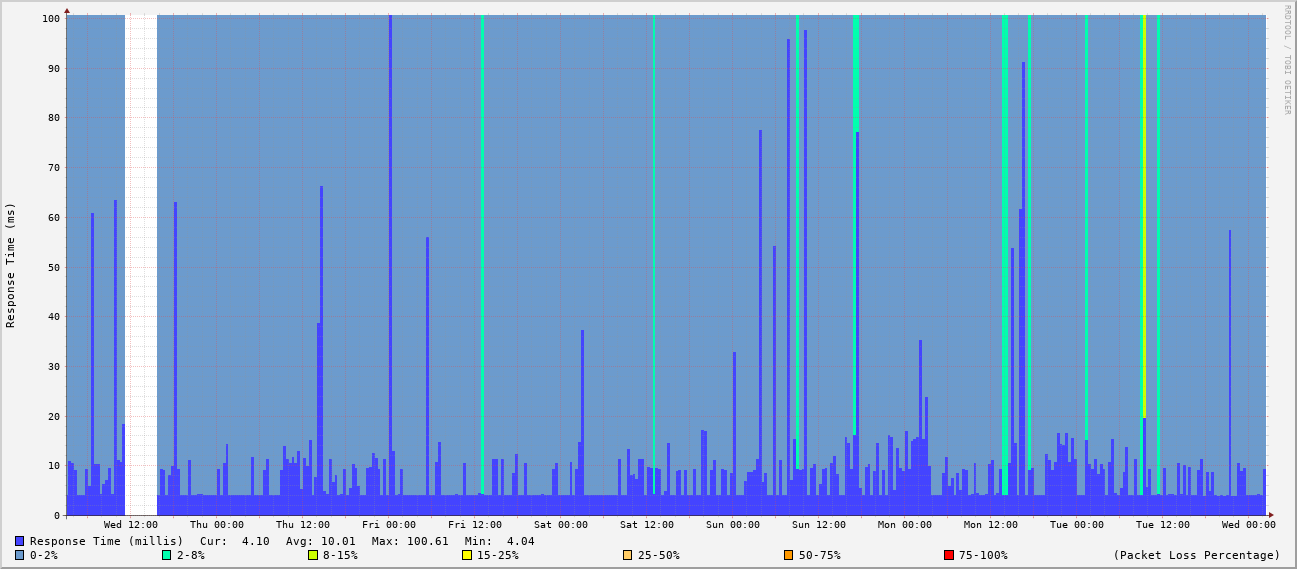 RRDTOOL / TOBI OETIKER
Response Time (ms)
100
90
80
70
60
50
40
30
20
10
0
Wed 12:00 Thu 00:00 Thu 12:00 Fri 00:00 Fri 12:00 Sat 00:00 Sat 12:00 Sun 00:00 Sun 12:00 Mon 00:00 Mon 12:00 Tue 00:00 Tue 12:00 Wed 00:00
Response Time (millis) Cur: 4.10 Avg: 10.01 Max: 100.61 Min: 4.04
0-2% 2-8% 8-15% 15-25% 25-50% 50-75% 75-100% (Packet Loss Percentage)